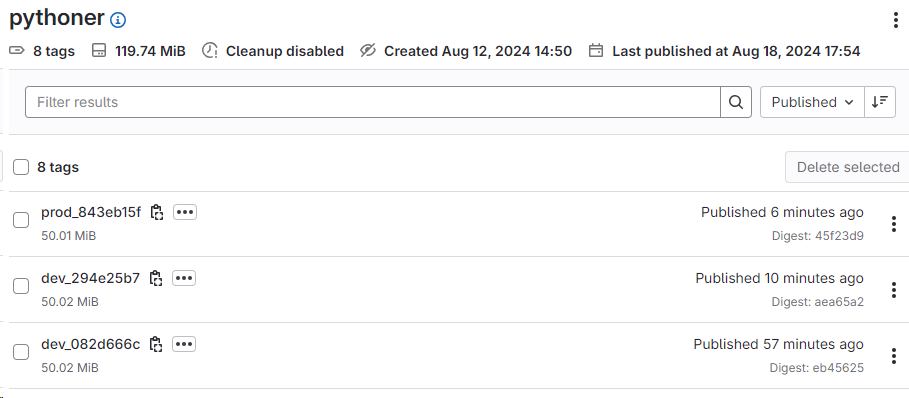 pythoner
8 tags 119.74 MiB Cleanup disabled Created Aug 12, 2024 14:50 Last published at Aug 18, 2024 17:54
Filter results Published
8 tags Delete selected
prod_843eb15f Published 6 minutes ago
50.01 MiB Digest: 45f23d9
dev_294e25b7 Published 10 minutes ago
50.02 MiB Digest: aea65a2
dev_082d666c Published 57 minutes ago
50.02 MiB Digest: eb45625